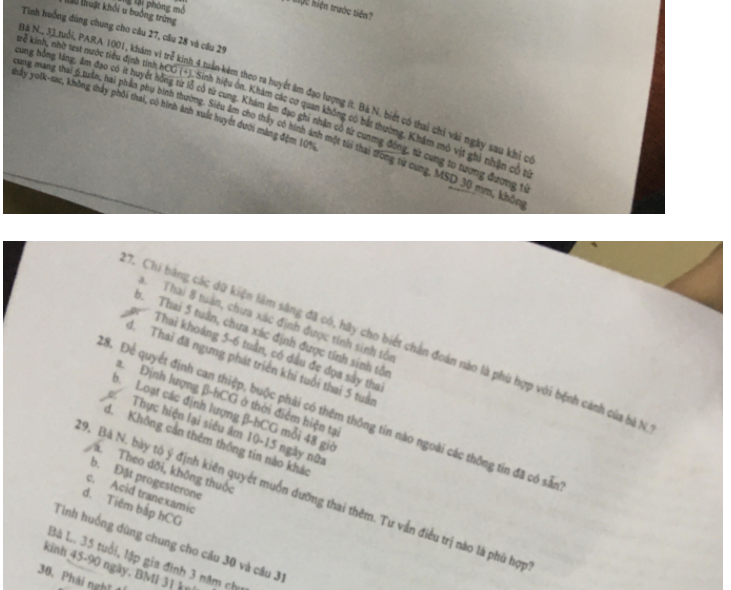 tại phòng mổ
thuật khối u buồng trứng
hiện trước tiên?
Tình huống dùng chung cho câu 27, câu 28 và câu 29
Bà N., 33 tuổi, PARA 1001, khám vì trễ kinh 4 tuần kèm theo ra huyết âm đạo lượng ít. Bà N. biết có thai chỉ vài ngày sau khi có
trễ kinh, nhờ test nước tiểu định tính hCG (+). Sinh hiệu ổn. Khám các cơ quan không có bất thường. Khám mỏ vịt ghi nhận cổ tử
cung hồng láng, âm đạo có ít huyết hồng từ lỗ cổ tử cung. Khám âm đạo ghi nhận cổ tử cung đóng, tử cung to tương đương tử
cung mang thai 6 tuần, hai phần phụ bình thường. Siêu âm cho thấy có hình ảnh một túi thai trong tử cung, MSD 30 mm, không
thấy yolk-sac, không thấy phôi thai, có hình ảnh xuất huyết dưới màng đệm 10%.
27. Chỉ bằng các dữ kiện lâm sàng đã có, hãy cho biết chẩn đoán nào là phù hợp với bệnh cảnh của bà N.?
a. Thai 8 tuần, chưa xác định được tính sinh tồn
b. Thai 5 tuần, chưa xác định được tính sinh tồn
Thai khoảng 5-6 tuần, có dấu đe dọa sẩy thai
d. Thai đã ngưng phát triển khi tuổi thai 5 tuần
28. Để quyết định can thiệp, buộc phải có thêm thông tin nào ngoài các thông tin đã có sẵn?
a. Định lượng β-hCG ở thời điểm hiện tại
b. Loạt các định lượng β-hCG mỗi 48 giờ
Thực hiện lại siêu âm 10-15 ngày nữa
d. Không cần thêm thông tin nào khác
29. Bà N. bày tỏ ý định kiên quyết muốn dưỡng thai thêm. Tư vấn điều trị nào là phù hợp?
a. Theo dõi, không thuốc
b. Đặt progesterone
c. Acid tranexamic
d. Tiêm bắp hCG
Tình huống dùng chung cho câu 30 và câu 31
Bà L. 35 tuổi, lập gia đình 3 năm
kinh 45-90 ngày, BMI 31
30. Phải